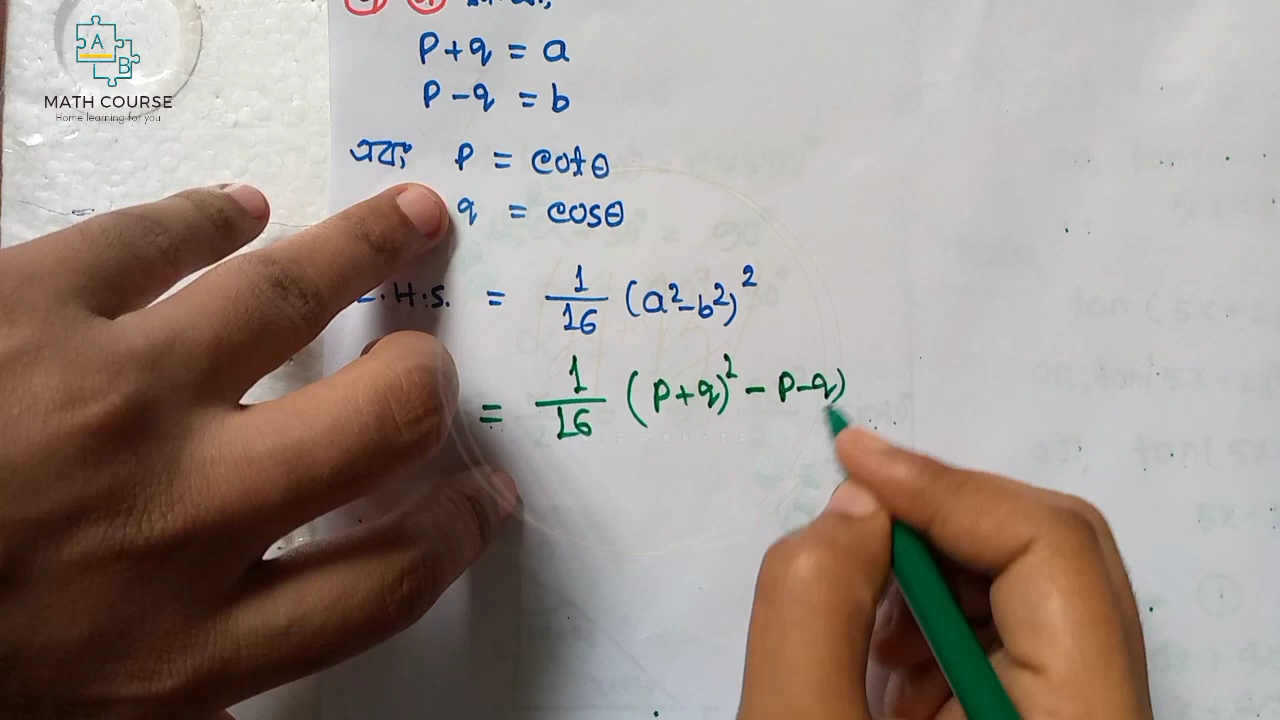 A
B
MATH COURSE
Home learning for you
p+q = a
p-q = b
এবং p = cotθ
q = cosθ
L.H.S. = 1/16 (a²-b²)²
= 1/16 (p+q)² - p-q)